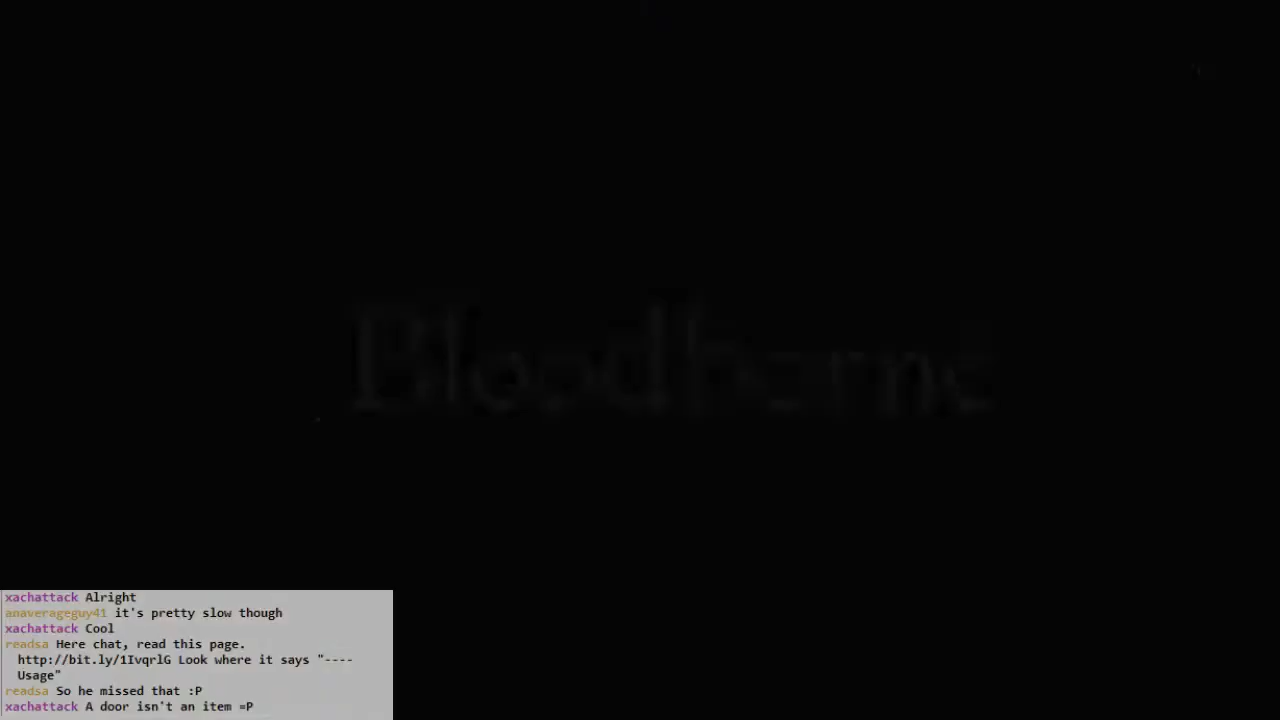 Bloodborne
xachattack Alright
anaverageguy41 it's pretty slow though
xachattack Cool
readsa Here chat, read this page.
http://bit.ly/1IvqrlG Look where it says "----
Usage"
readsa So he missed that :P
xachattack A door isn't an item =P